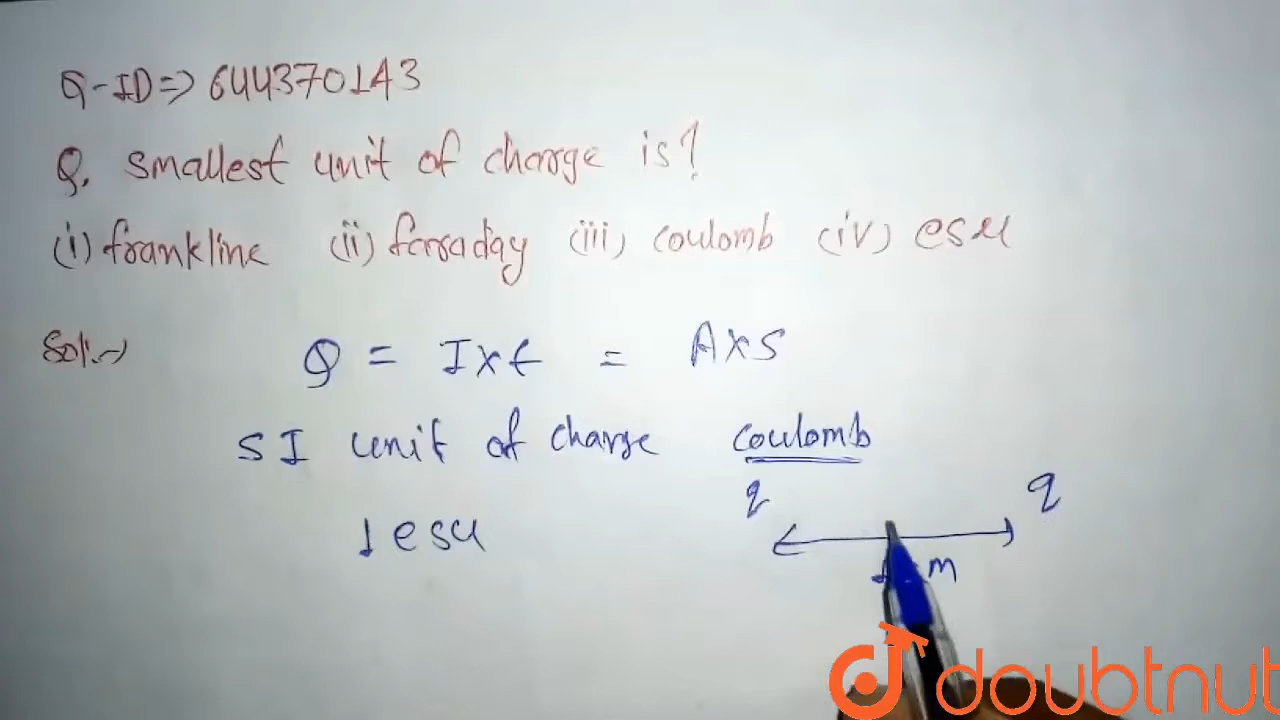 Q-ID=> 644370143
Q. Smallest unit of charge is?
(i) frankline (ii) faraday (iii) coulomb (iv) esu
Sol:-> Q = I×t = A×S
SI unit of charge coulomb
q q
1 esu
m
doubtnut